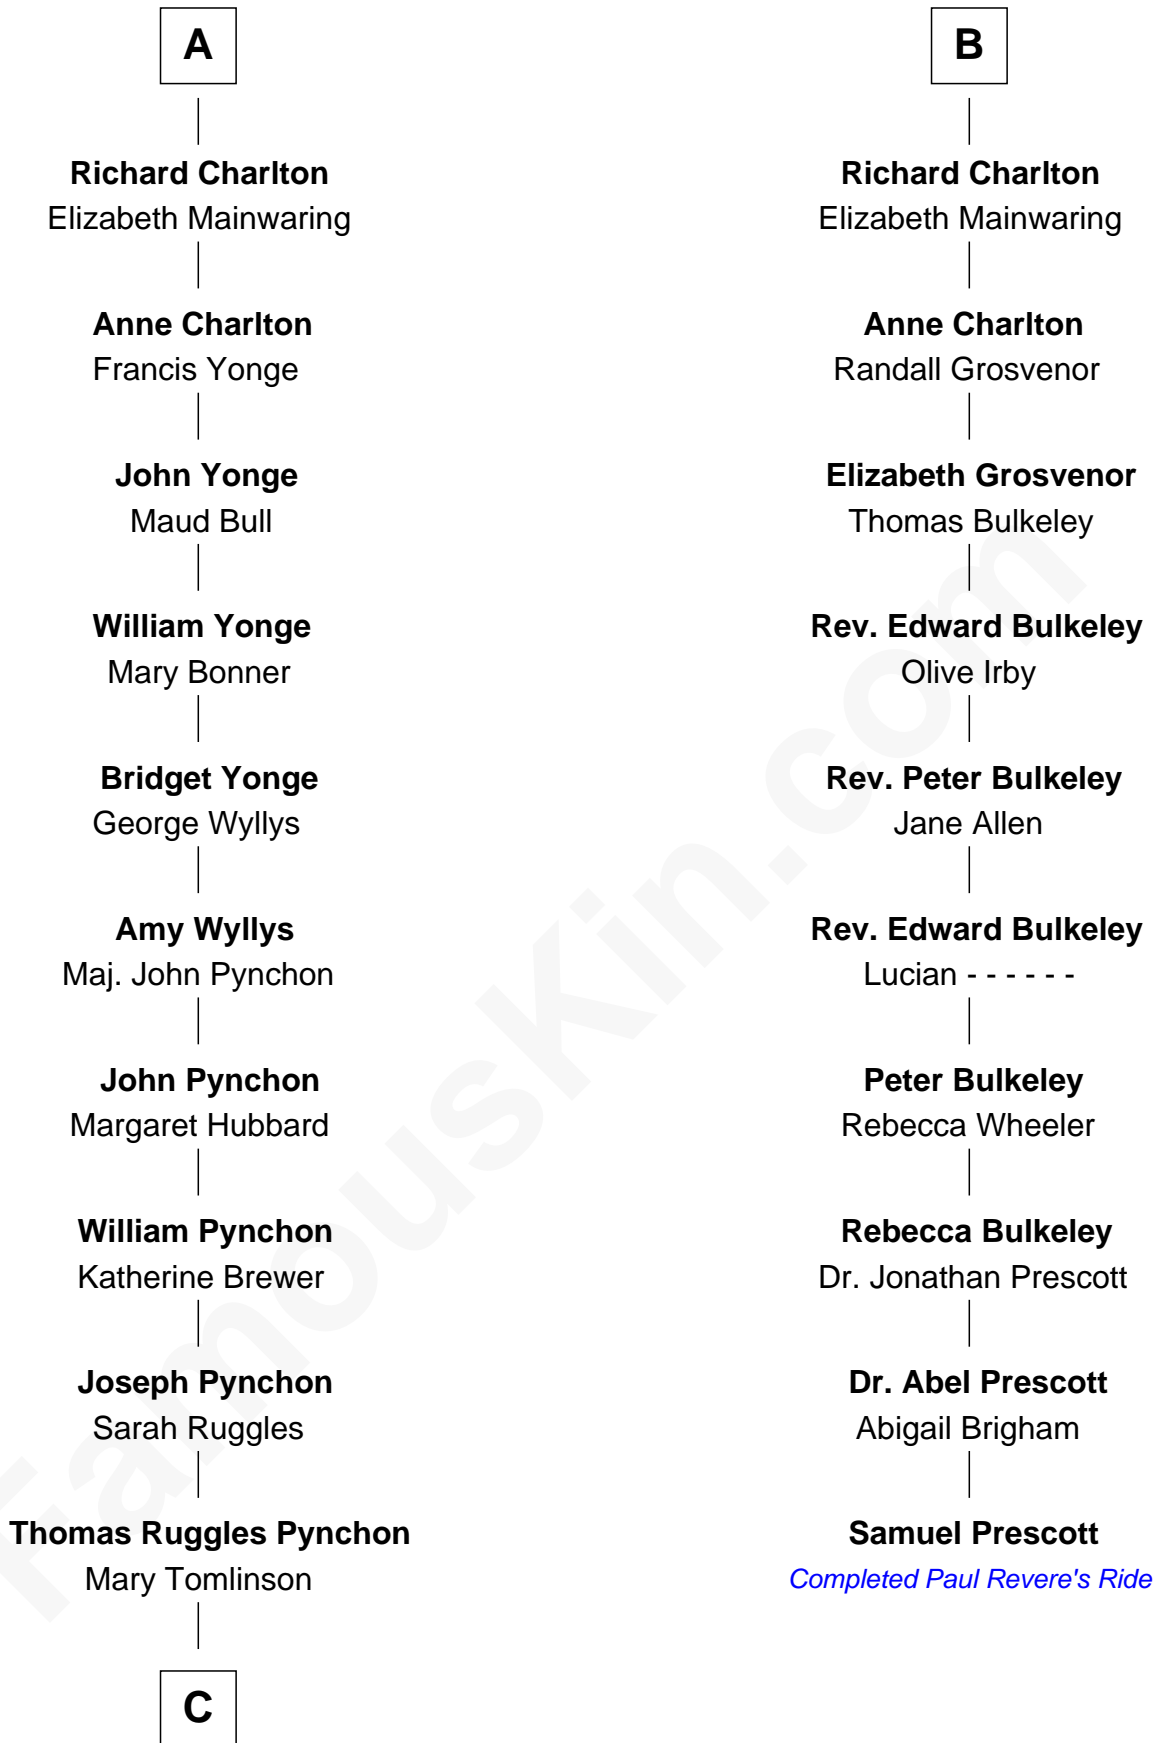 A
Richard Charlton
Elizabeth Mainwaring
Anne Charlton
Francis Yonge
John Yonge
Maud Bull
William Yonge
Mary Bonner
Bridget Yonge
George Wyllys
Amy Wyllys
Maj. John Pynchon
John Pynchon
Margaret Hubbard
William Pynchon
Katherine Brewer
Joseph Pynchon
Sarah Ruggles
Thomas Ruggles Pynchon
Mary Tomlinson
C
B
Richard Charlton
Elizabeth Mainwaring
Anne Charlton
Randall Grosvenor
Elizabeth Grosvenor
Thomas Bulkeley
Rev. Edward Bulkeley
Olive Irby
Rev. Peter Bulkeley
Jane Allen
Rev. Edward Bulkeley
Lucian - - - - - -
Peter Bulkeley
Rebecca Wheeler
Rebecca Bulkeley
Dr. Jonathan Prescott
Dr. Abel Prescott
Abigail Brigham
Samuel Prescott
Completed Paul Revere's Ride
FamousKin.com